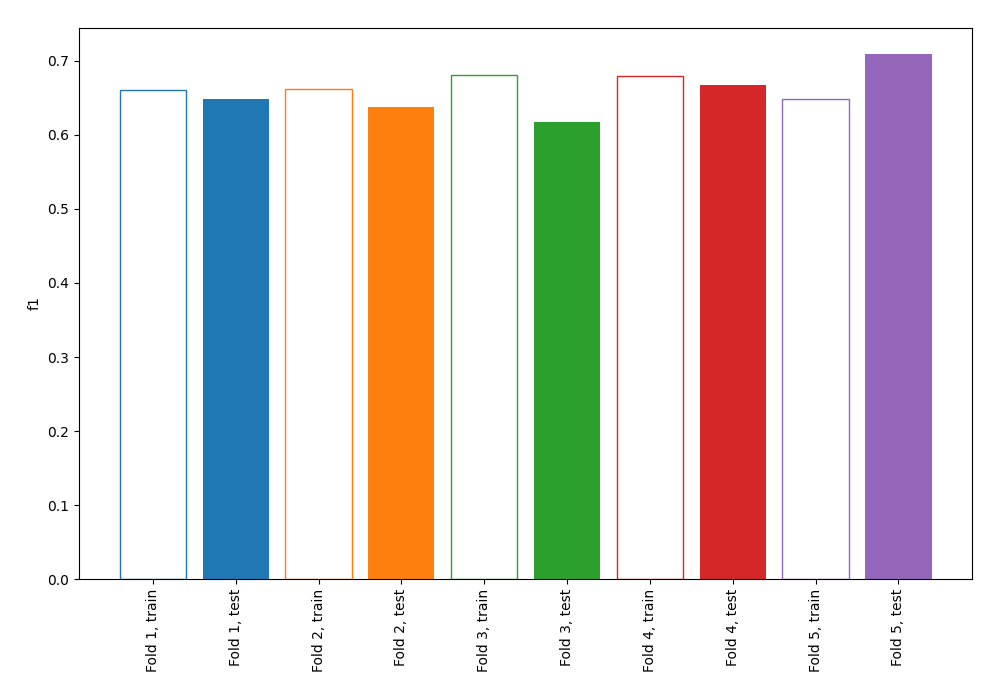 0.7
0.6
0.5
0.4
0.3
0.2
0.1
0.0
f1
Fold 1, train
Fold 1, test
Fold 2, train
Fold 2, test
Fold 3, train
Fold 3, test
Fold 4, train
Fold 4, test
Fold 5, train
Fold 5, test